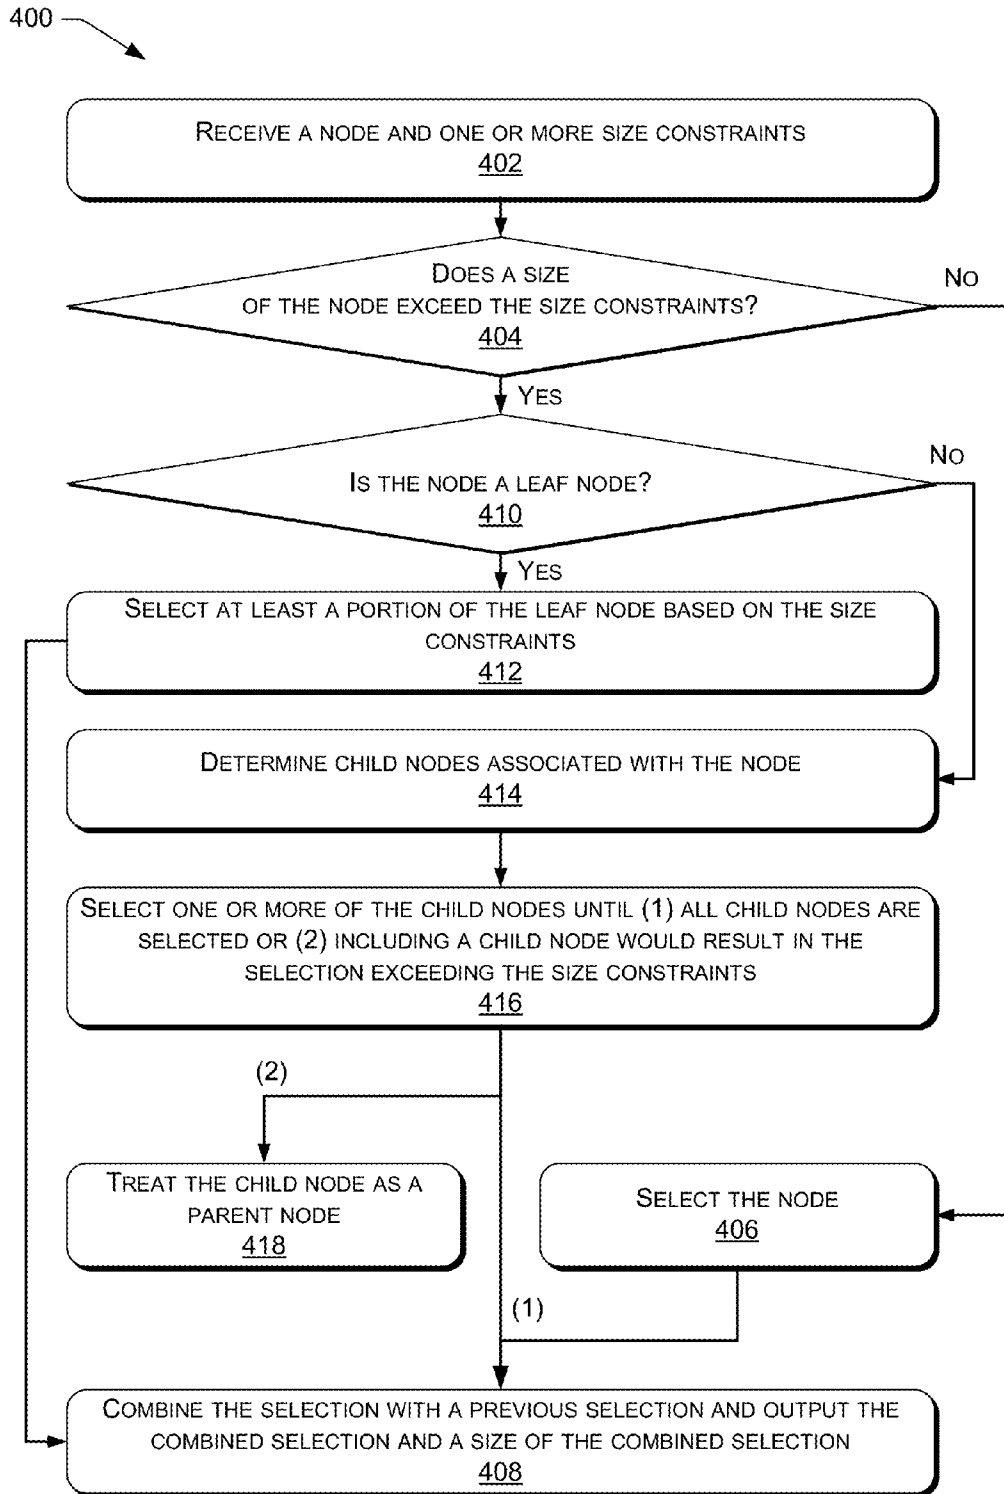 400
RECEIVE A NODE AND ONE OR MORE SIZE CONSTRAINTS
402
DOES A SIZE
OF THE NODE EXCEED THE SIZE CONSTRAINTS?
404
NO
YES
IS THE NODE A LEAF NODE?
410
NO
YES
SELECT AT LEAST A PORTION OF THE LEAF NODE BASED ON THE SIZE
CONSTRAINTS
412
DETERMINE CHILD NODES ASSOCIATED WITH THE NODE
414
SELECT ONE OR MORE OF THE CHILD NODES UNTIL (1) ALL CHILD NODES ARE
SELECTED OR (2) INCLUDING A CHILD NODE WOULD RESULT IN THE
SELECTION EXCEEDING THE SIZE CONSTRAINTS
416
(2)
TREAT THE CHILD NODE AS A
PARENT NODE
418
SELECT THE NODE
406
(1)
COMBINE THE SELECTION WITH A PREVIOUS SELECTION AND OUTPUT THE
COMBINED SELECTION AND A SIZE OF THE COMBINED SELECTION
408